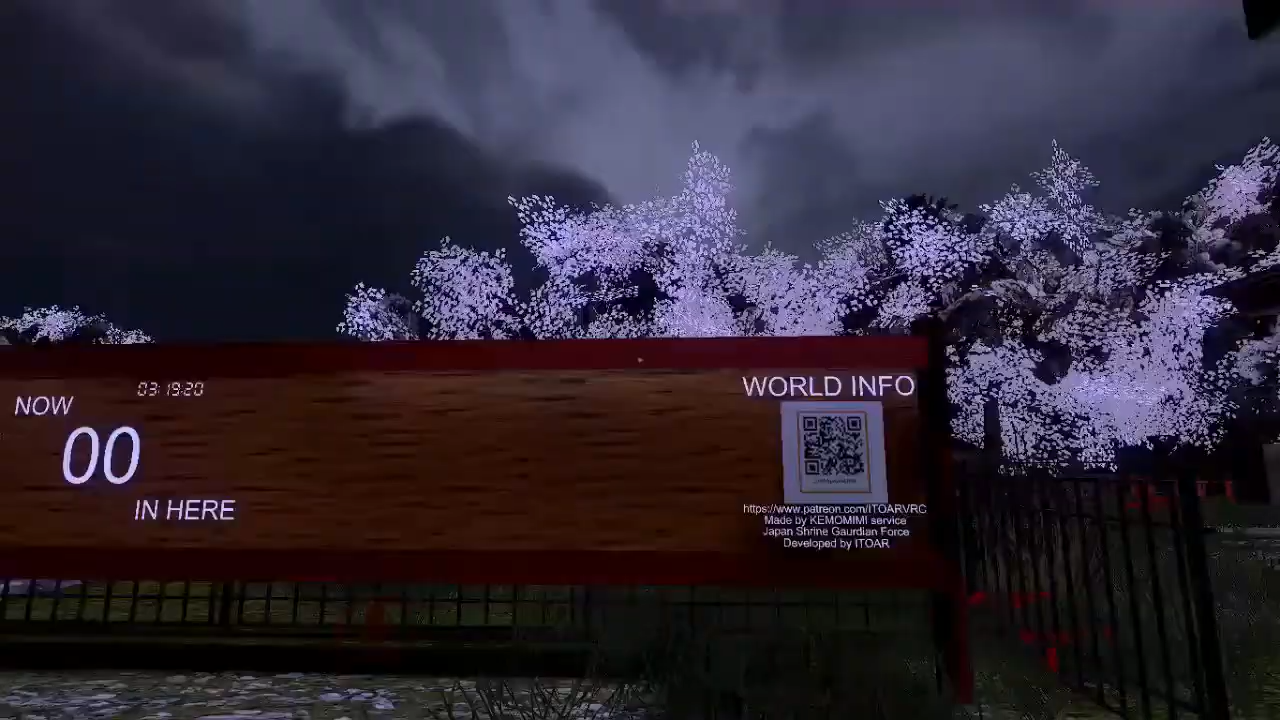 03:19:20
NOW
00
IN HERE
WORLD INFO
https://www.patreon.com/ITOARVRC
Made by KEMOMIMI service
Japan Shrine Gaurdian Force
Developed by ITOAR